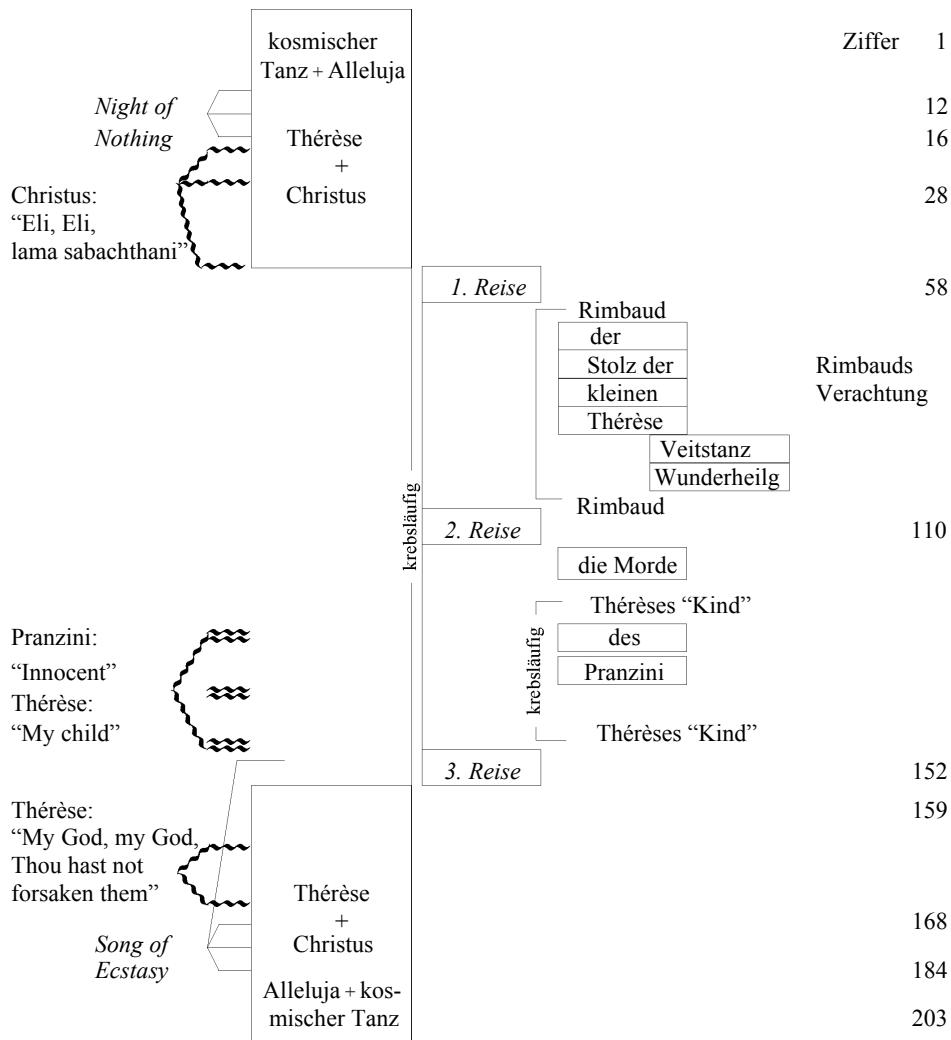 kosmischer
Tanz + Alleluja
Ziffer 1
Night of
Nothing
12
16
Thérèse
+
Christus
28
Christus:
“Eli, Eli,
lama sabachthani”
1. Reise
58
Rimbaud
der
Stolz der
kleinen
Thérèse
Rimbauds
Verachtung
Veitstanz
Wunderheilg
Rimbaud
krebsläufig
2. Reise
110
die Morde
Thérèses “Kind”
des
Pranzini
krebsläufig
Thérèses “Kind”
Pranzini:
“Innocent”
Thérèse:
“My child”
3. Reise
152
159
Thérèse:
“My God, my God,
Thou hast not
forsaken them”
Thérèse
+
Christus
168
Song of
Ecstasy
184
Alleluja + kos-
mischer Tanz
203